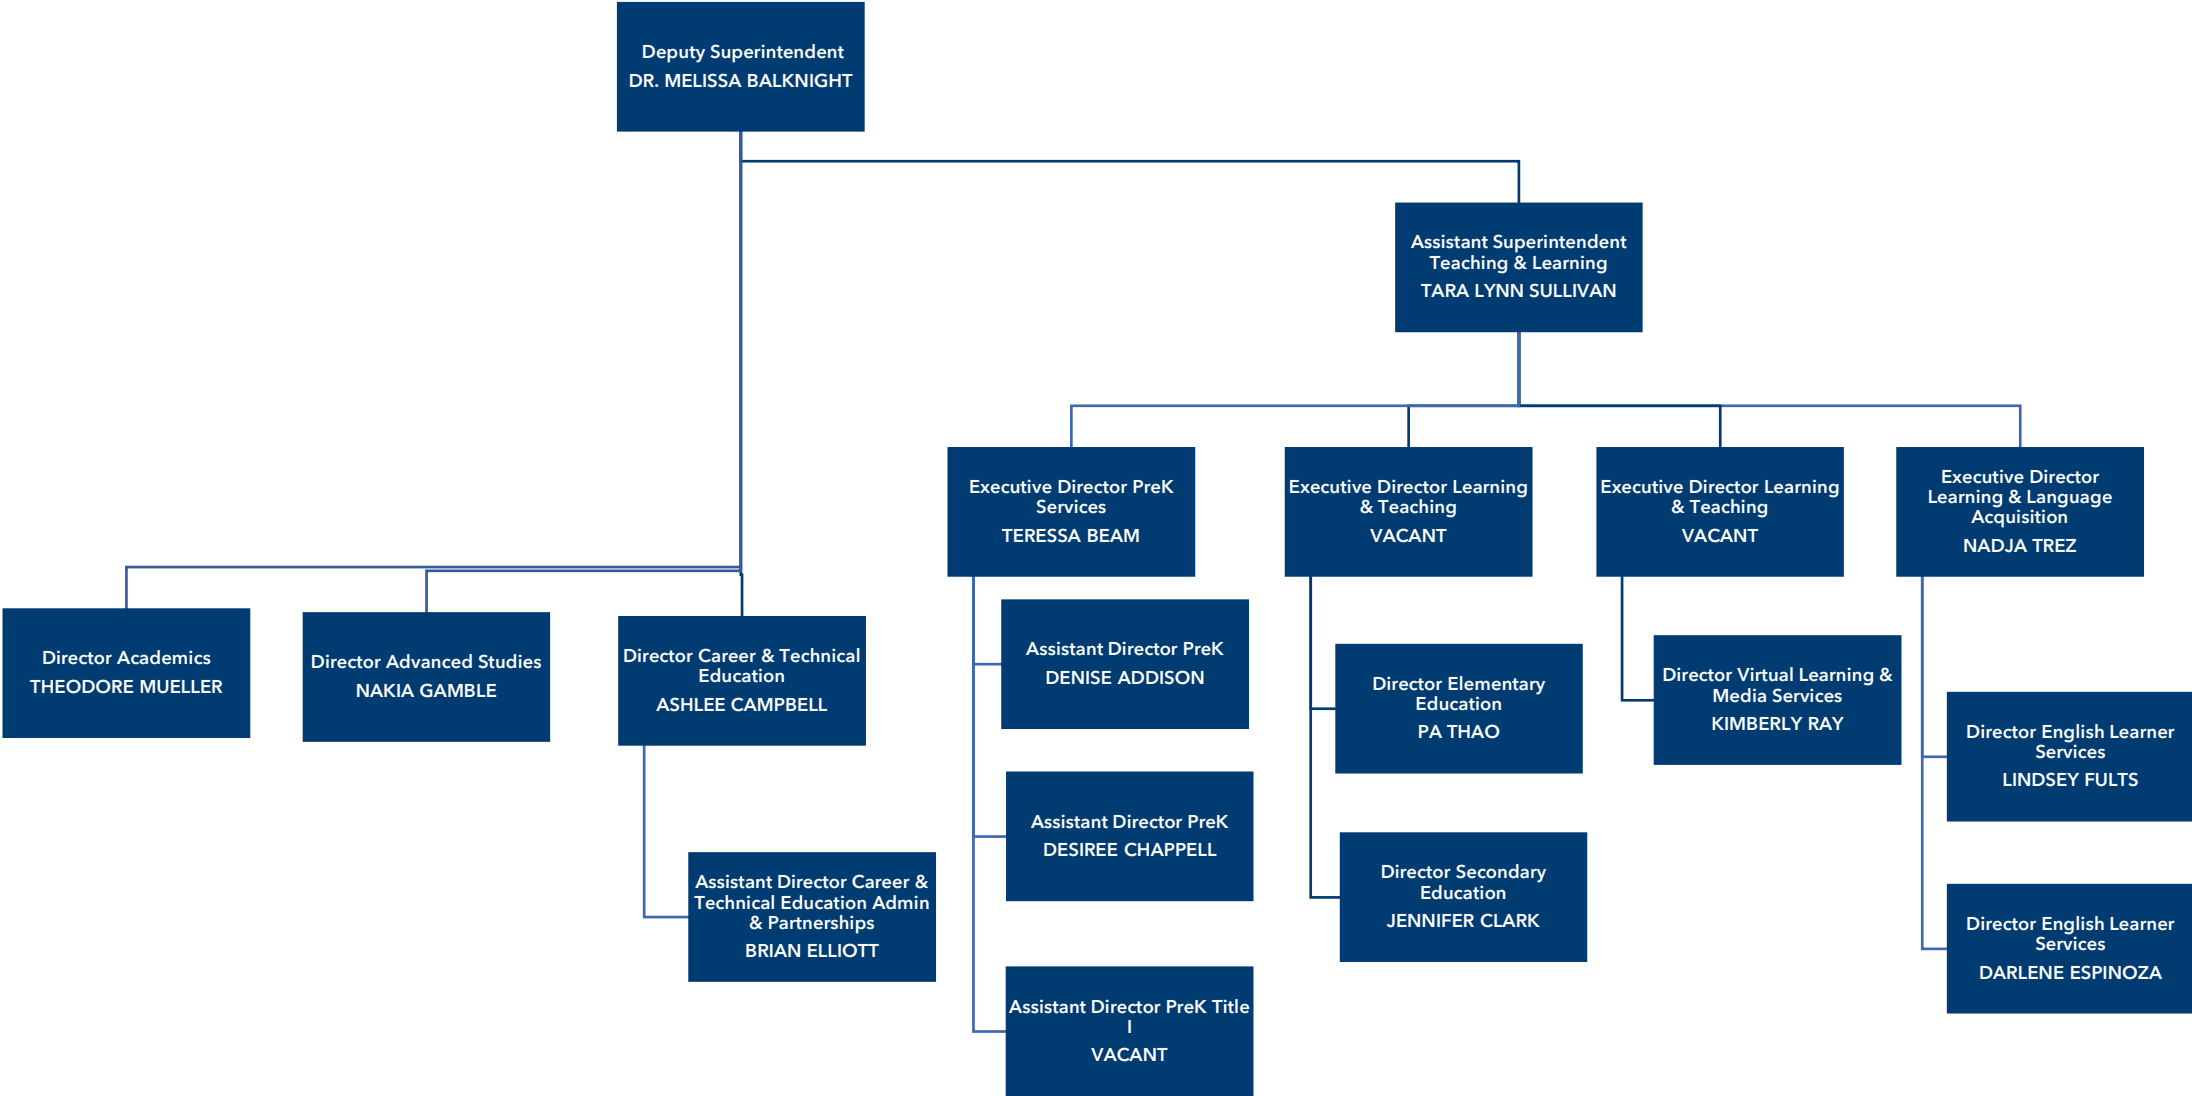 Deputy Superintendent
DR. MELISSA BALKNIGHT
Assistant Superintendent
Teaching & Learning
TARA LYNN SULLIVAN
Executive Director PreK
Services
TERESSA BEAM
Executive Director Learning
& Teaching
VACANT
Executive Director Learning
& Teaching
VACANT
Executive Director
Learning & Language
Acquisition
NADJA TREZ
Director Academics
THEODORE MUELLER
Director Advanced Studies
NAKIA GAMBLE
Director Career & Technical
Education
ASHLEE CAMPBELL
Assistant Director PreK
DENISE ADDISON
Director Elementary
Education
PA THAO
Director Virtual Learning &
Media Services
KIMBERLY RAY
Director English Learner
Services
LINDSEY FULTS
Assistant Director Career &
Technical Education Admin
& Partnerships
BRIAN ELLIOTT
Assistant Director PreK
DESIREE CHAPPELL
Director Secondary
Education
JENNIFER CLARK
Director English Learner
Services
DARLENE ESPINOZA
Assistant Director PreK Title
I
VACANT